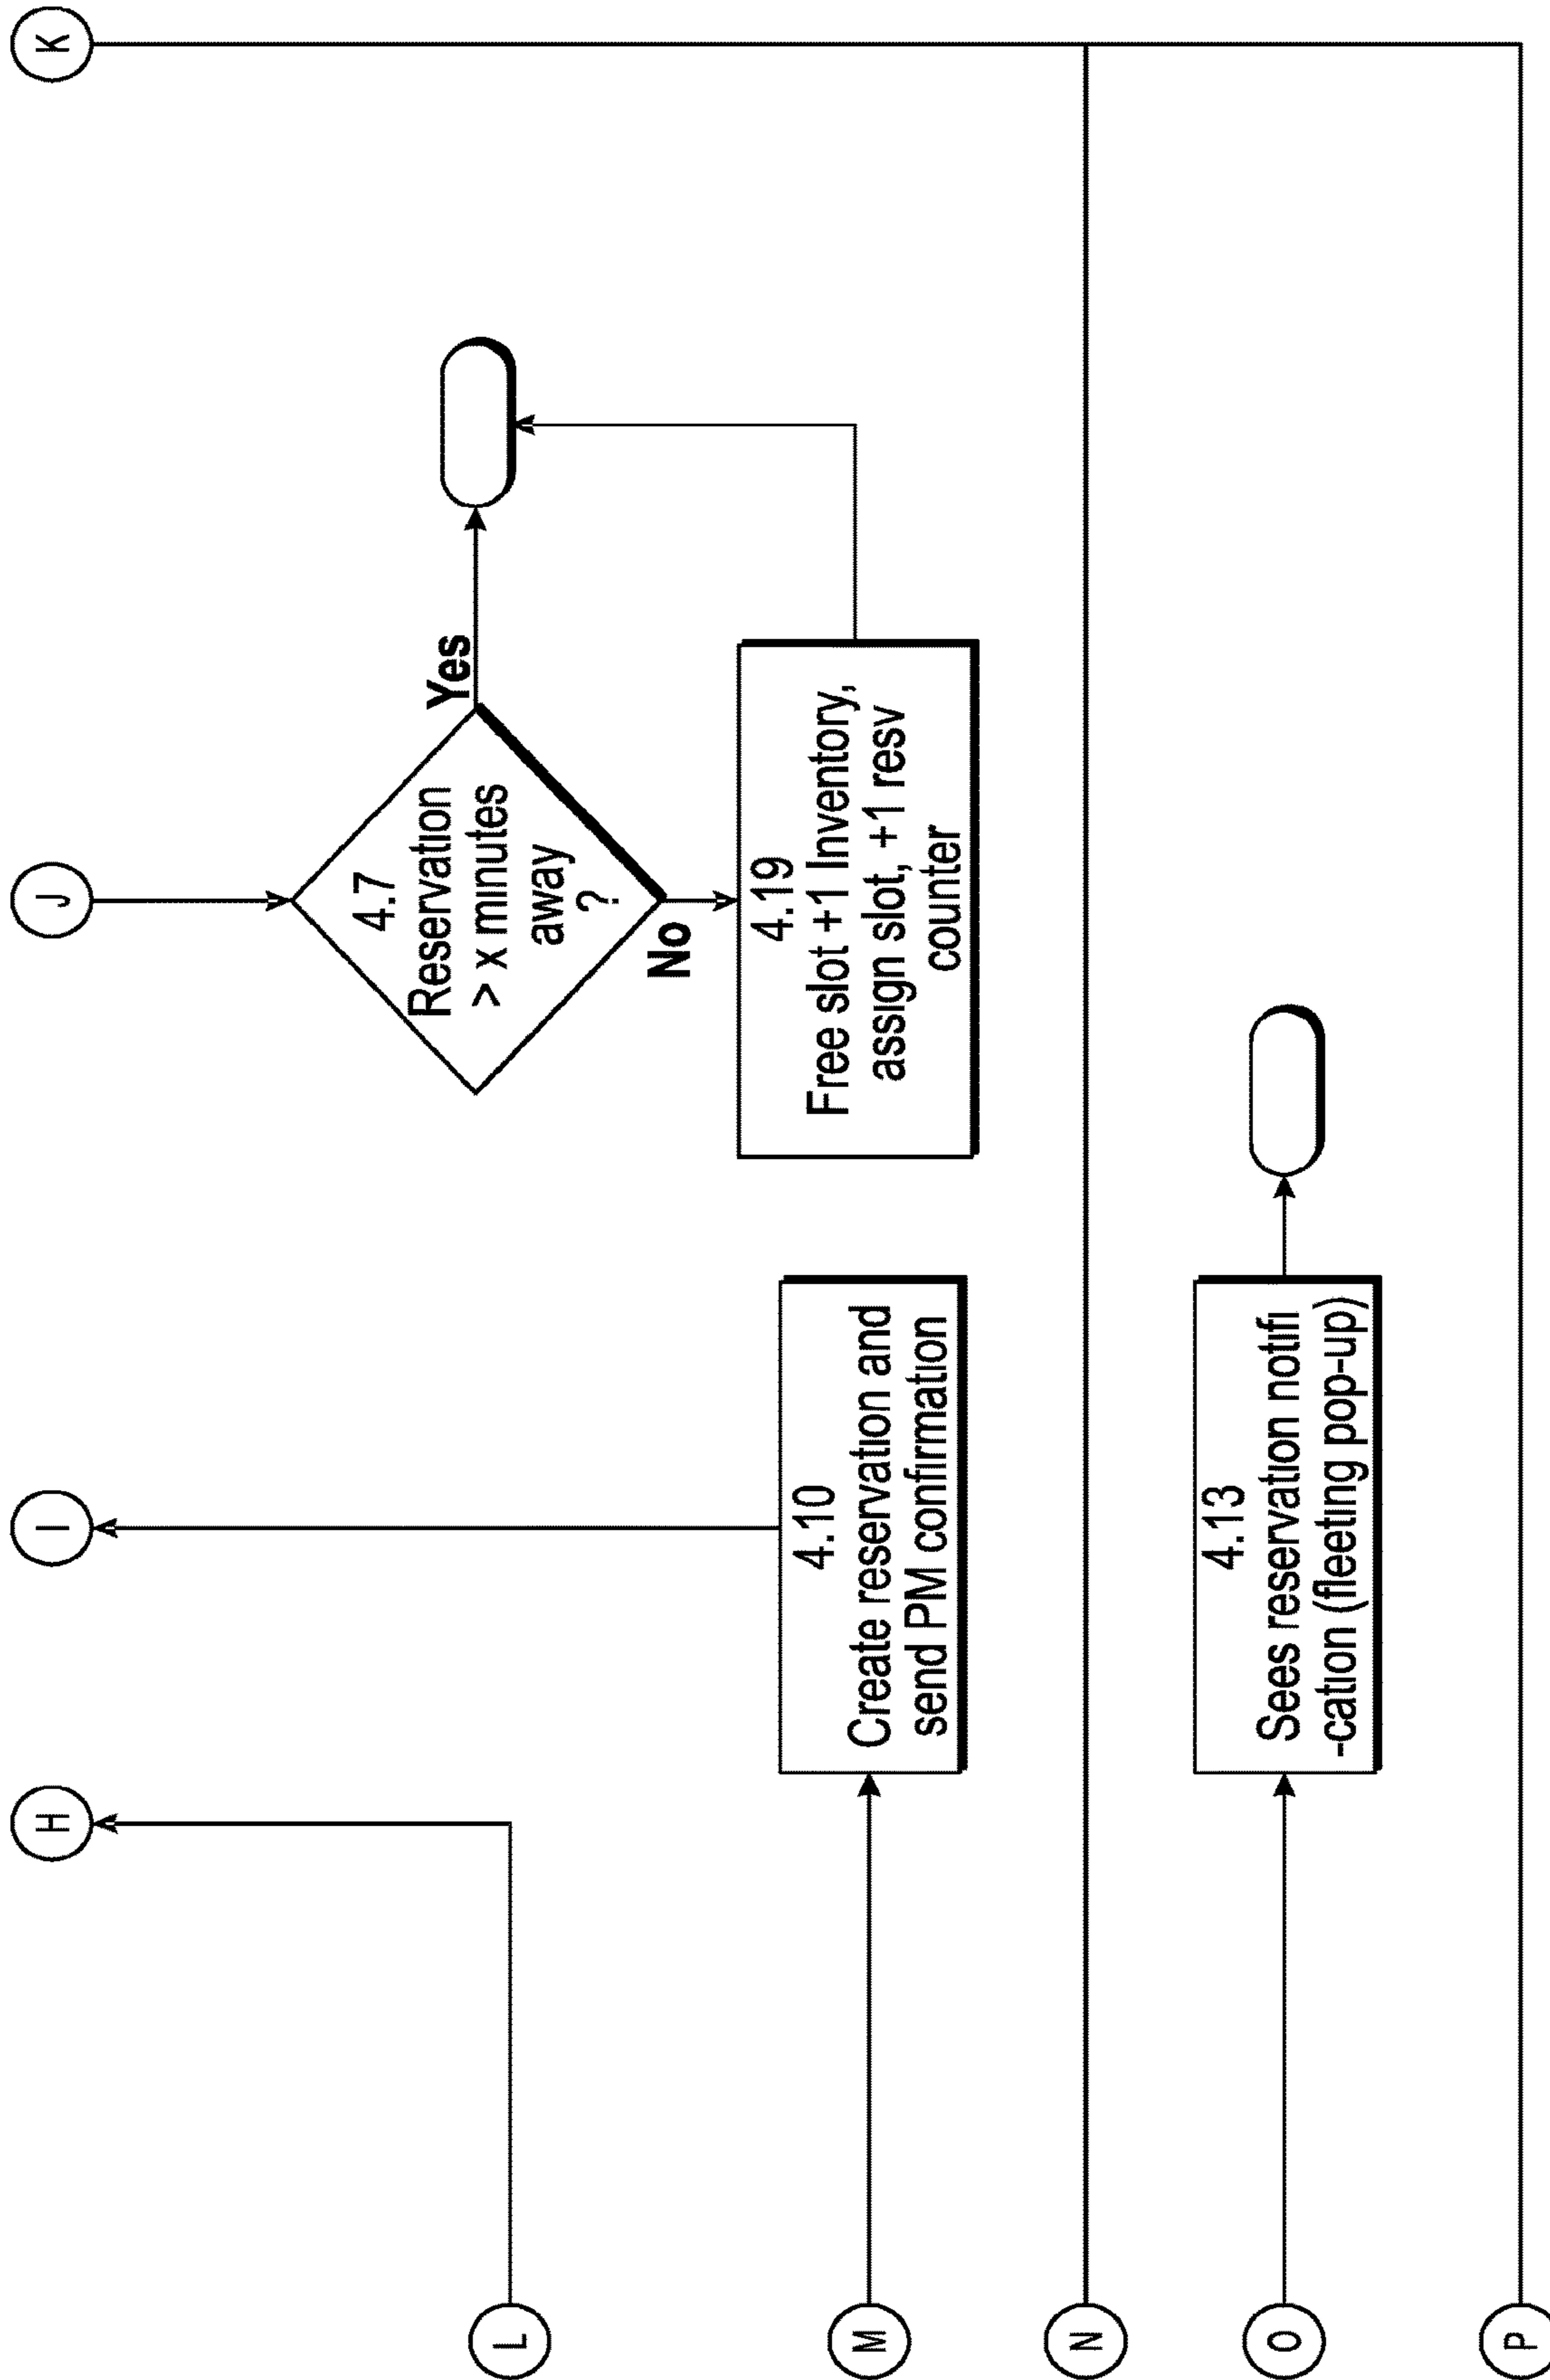 H
I
J
K
L
4.7
Reservation
> x minutes
away
?
Yes
No
M
4.10
Create reservation and
send PM confirmation
4.19
Free slot +1 Inventory,
assign slot, +1 resv
counter
N
O
4.13
Sees reservation notifi
-cation (fleeting pop-up)
P